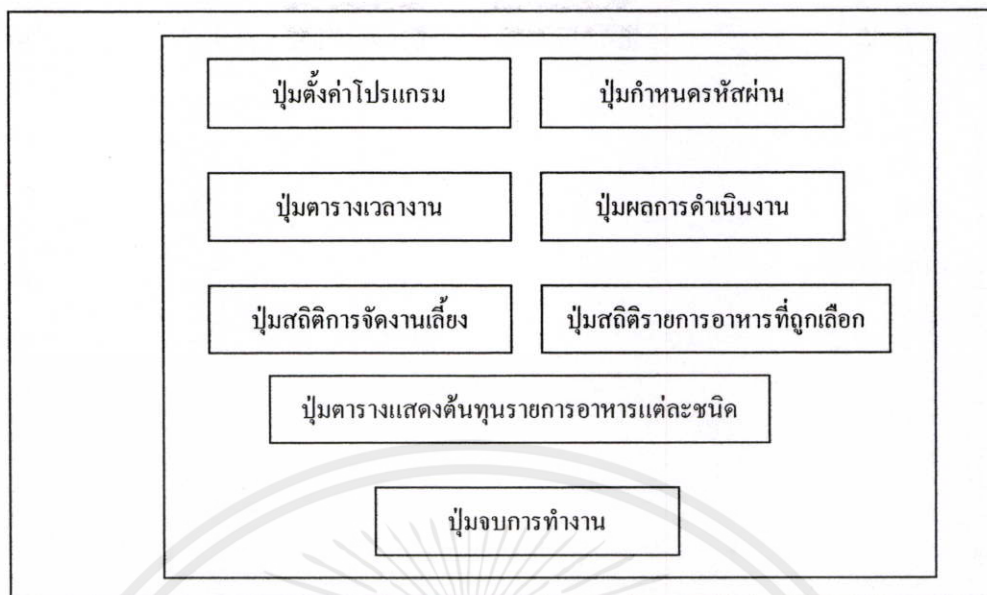 ปุ่มตั้งค่าโปรแกรม
ปุ่มกำหนดรหัสผ่าน
ปุ่มตารางเวลางาน
ปุ่มผลการดำเนินงาน
ปุ่มสถิติการจัดงานเลี้ยง
ปุ่มสถิติรายการอาหารที่ถูกเลือก
ปุ่มตารางแสดงต้นทุนรายการอาหารแต่ละชนิด
ปุ่มจบการทำงาน